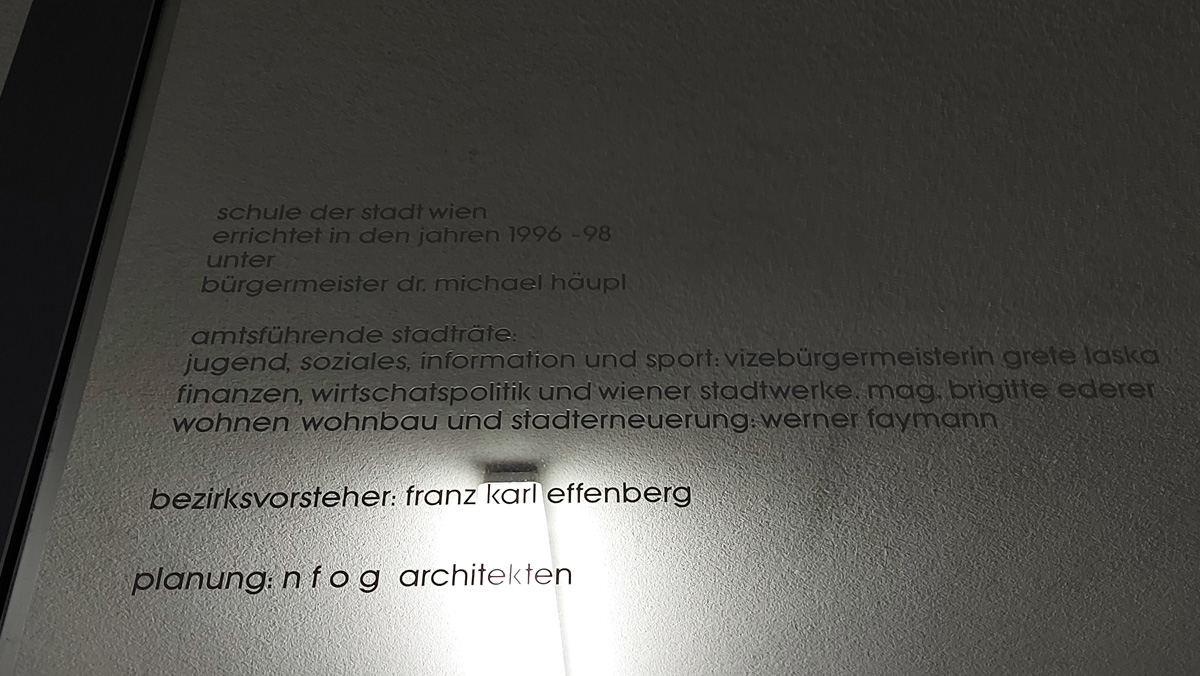 schule der stadt wien
errichtet in den jahren 1996 -98
unter
bürgermeister dr. michael häupl
amtsführende stadträte:
jugend, soziales, information und sport: vizebürgermeisterin grete laska
finanzen, wirtschatspolitik und wiener stadtwerke. mag. brigitte ederer
wohnen wohnbau und stadterneuerung: werner faymann
bezirksvorsteher: franz karl effenberg
planung: n f o g architekten